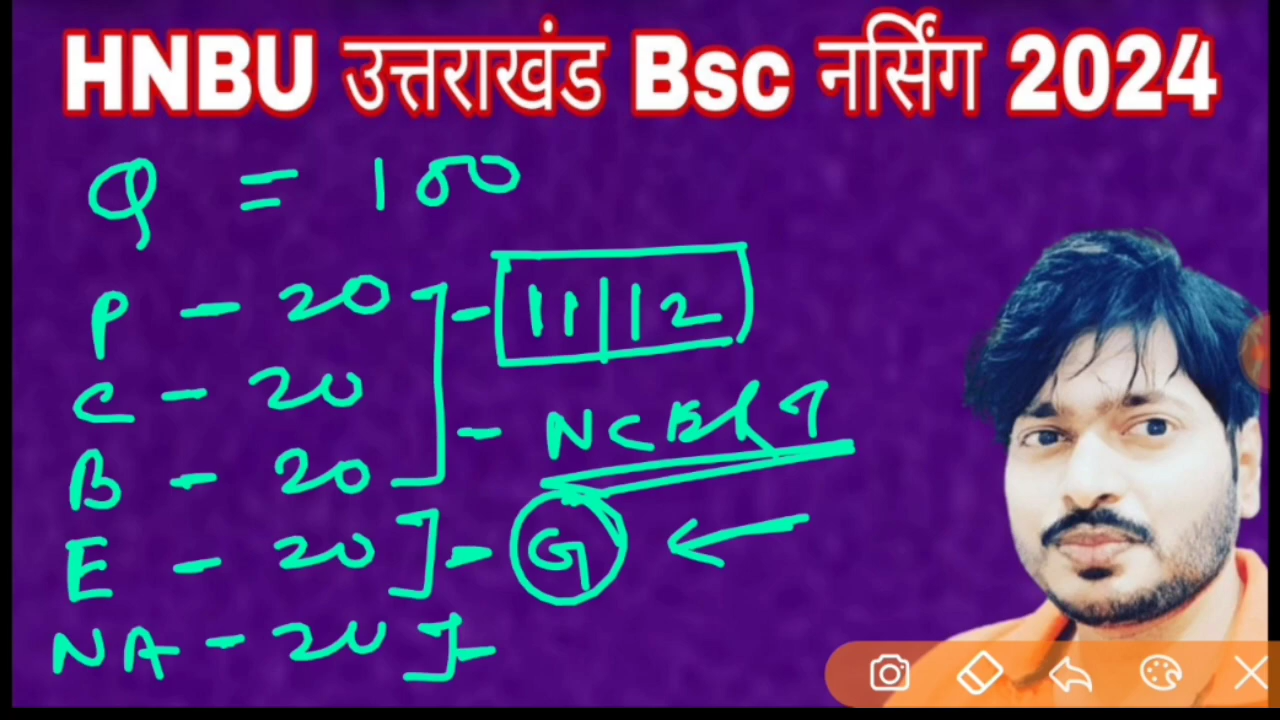 HNBU उत्तराखंड Bsc नर्सिंग 2024
Q = 100
P - 20 ] - 11 | 12
C - 20
- NCERT
B - 20
E - 20 ] - G ←
NA - 20 ] -